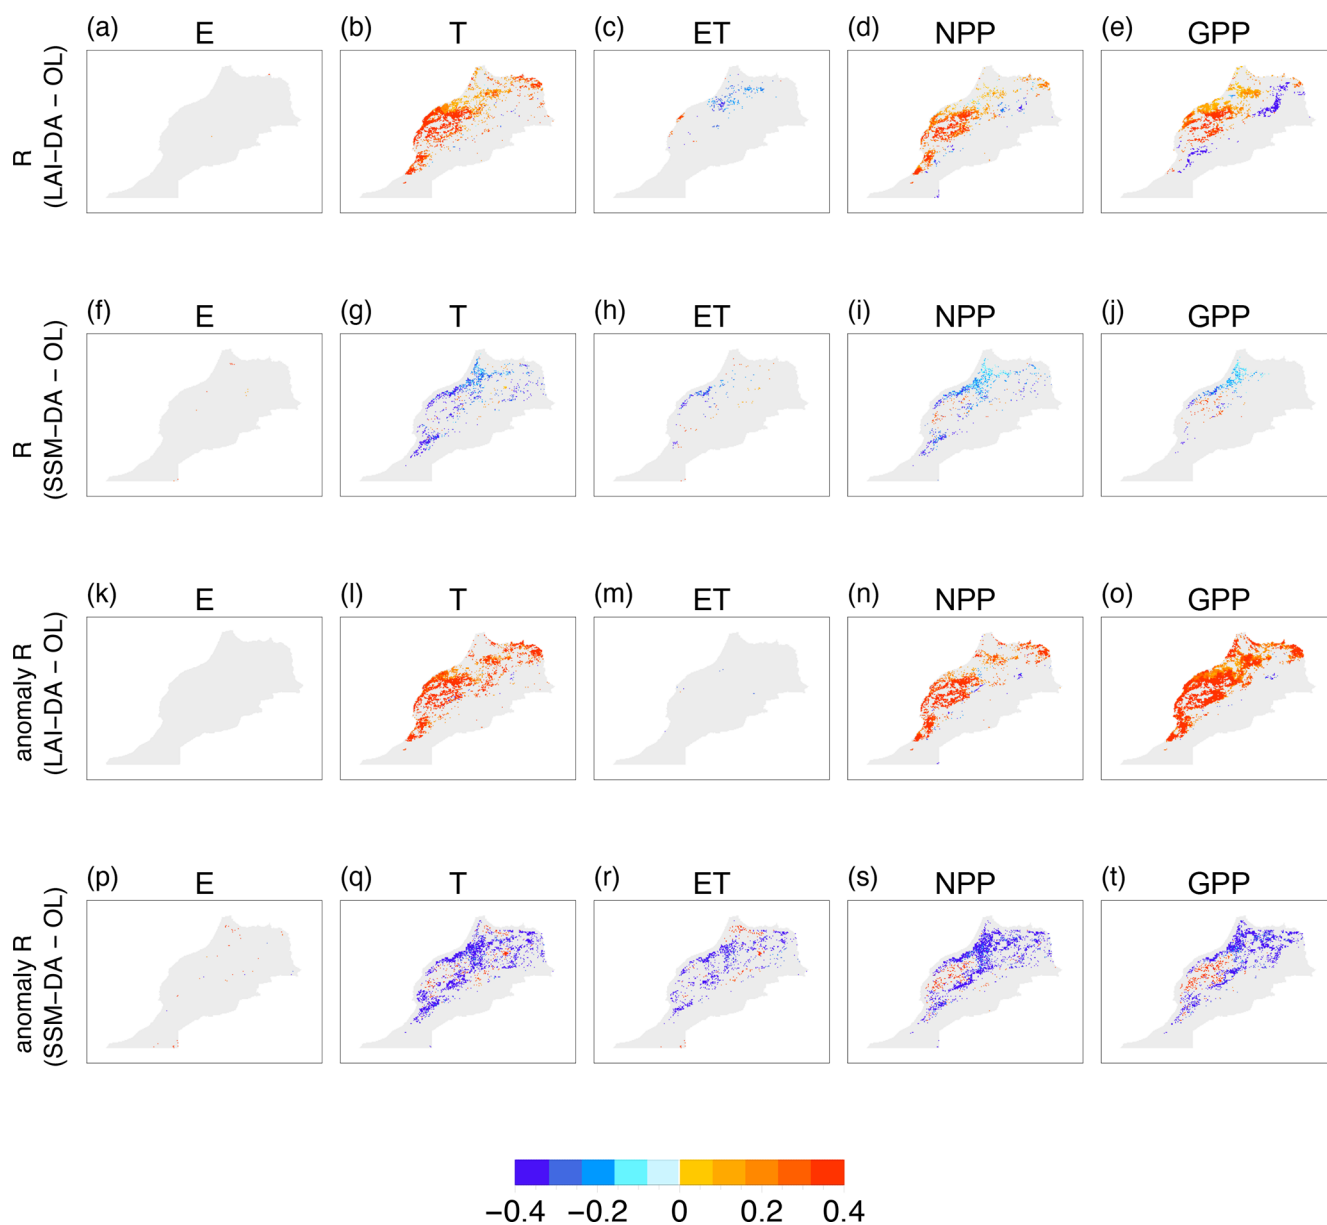 (a) E (b) T (c) ET (d) NPP (e) GPP
R
(LAI−DA − OL)
(f) E (g) T (h) ET (i) NPP (j) GPP
R
(SSM−DA − OL)
(k) E (l) T (m) ET (n) NPP (o) GPP
anomaly R
(LAI−DA − OL)
(p) E (q) T (r) ET (s) NPP (t) GPP
anomaly R
(SSM−DA − OL)
−0.4 −0.2 0 0.2 0.4